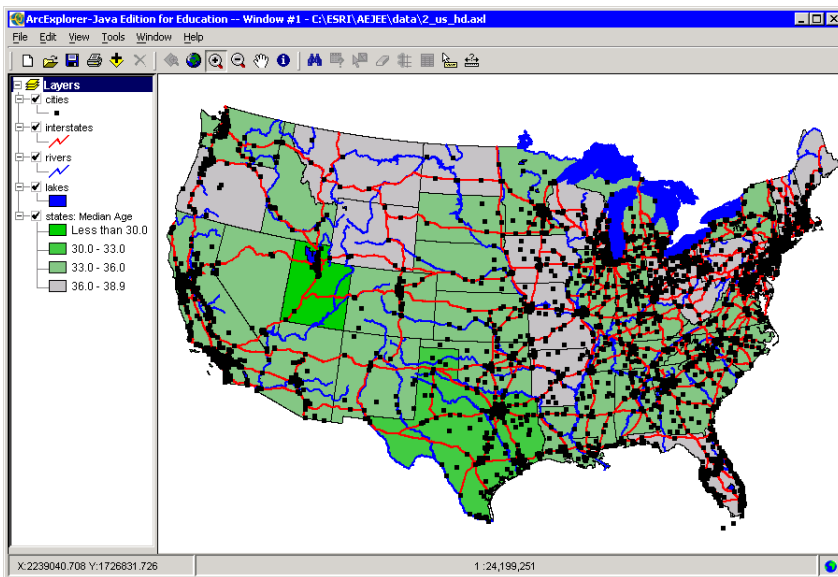 ArcExplorer-Java Edition for Education -- Window #1 - C:\ESRI\AEJEE\data\2_us_hd.axl
File Edit View Tools Window Help
Layers
cities
interstates
rivers
lakes
states: Median Age
Less than 30.0
30.0 - 33.0
33.0 - 36.0
36.0 - 38.9
X:2239040.708 Y:1726831.726
1 :24,199,251